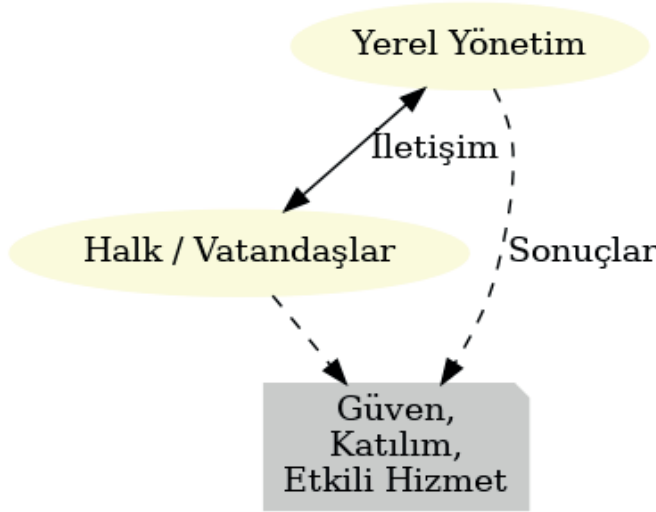 Yerel Yönetim
İletişim
Halk / Vatandaşlar
Sonuçlar
Güven,
Katılım,
Etkili Hizmet